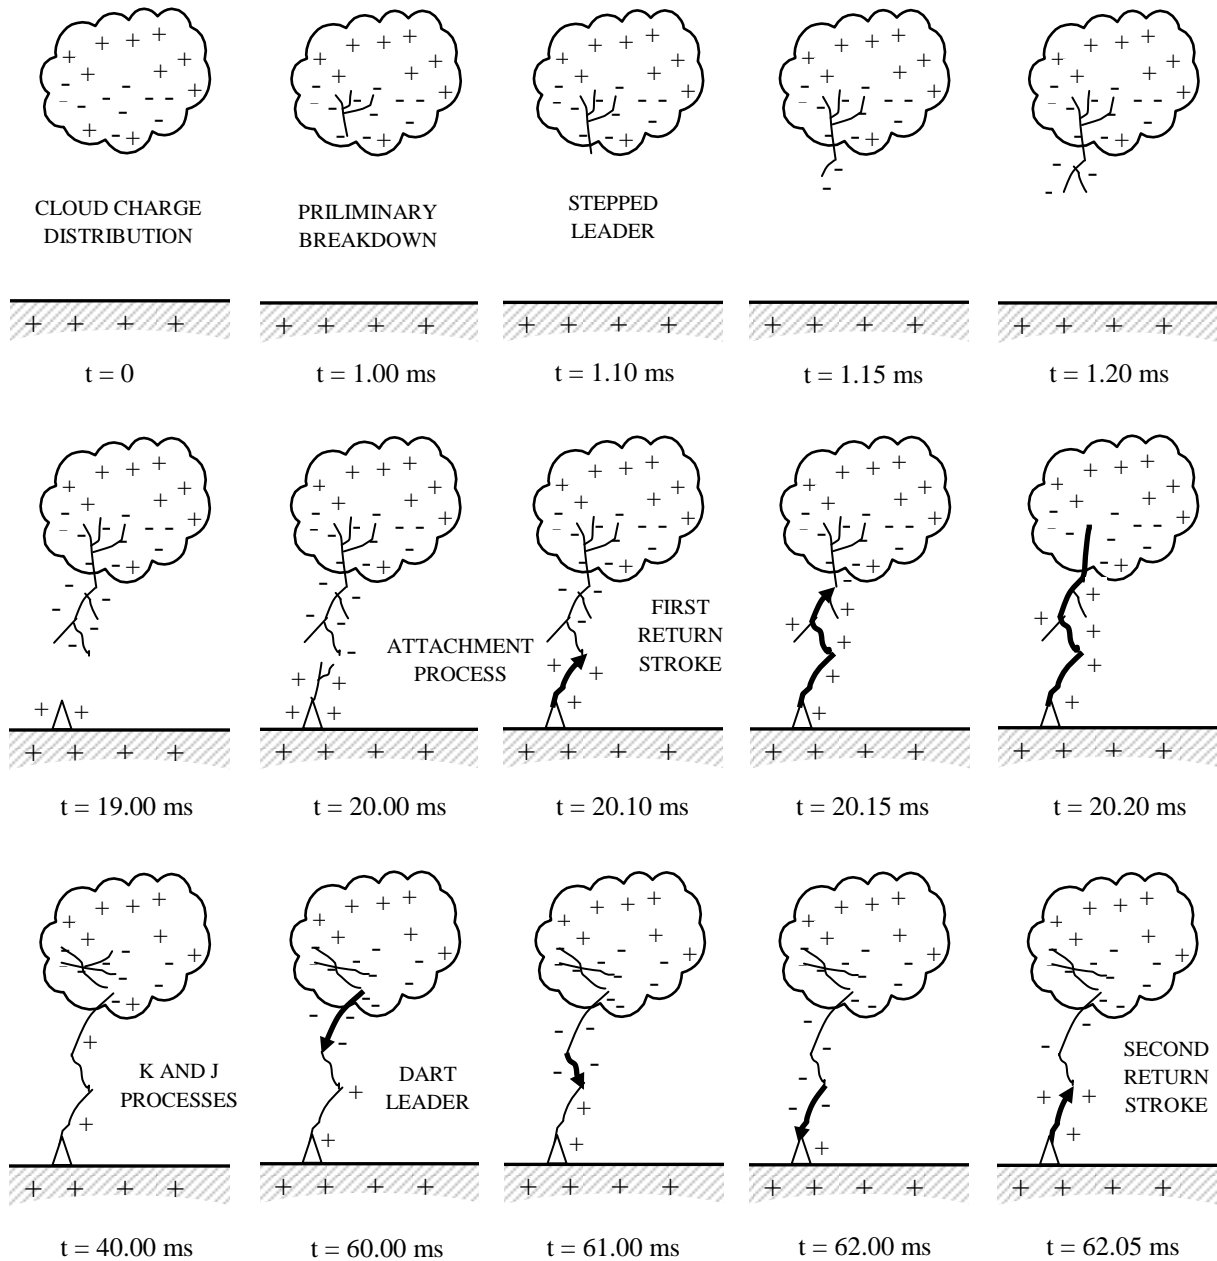 CLOUD CHARGE
DISTRIBUTION
PRILIMINARY
BREAKDOWN
STEPPED
LEADER
t = 0
t = 1.00 ms
t = 1.10 ms
t = 1.15 ms
t = 1.20 ms
ATTACHMENT
PROCESS
FIRST
RETURN
STROKE
t = 19.00 ms
t = 20.00 ms
t = 20.10 ms
t = 20.15 ms
t = 20.20 ms
K AND J
PROCESSES
DART
LEADER
SECOND
RETURN
STROKE
t = 40.00 ms
t = 60.00 ms
t = 61.00 ms
t = 62.00 ms
t = 62.05 ms